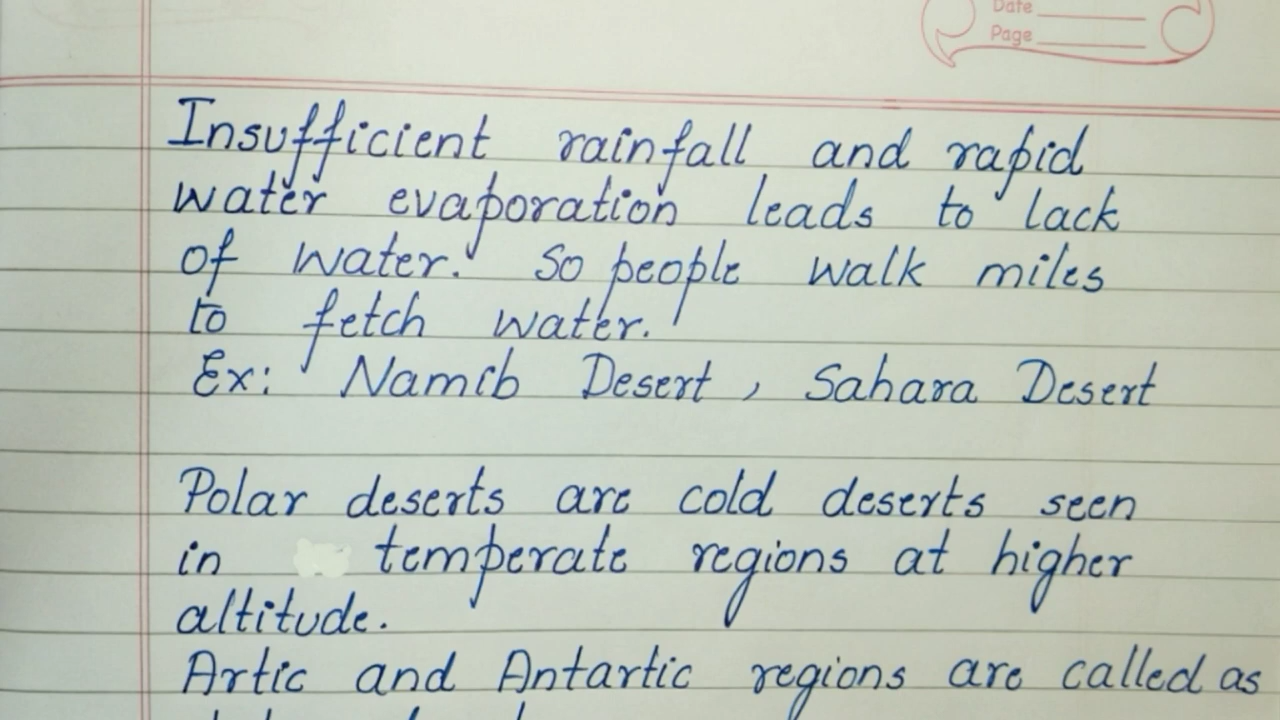 Date
Page
Insufficient rainfall and rapid
water evaporation leads to lack
of water. So people walk miles
to fetch water.
Ex: Namib Desert, Sahara Desert
Polar deserts are cold deserts seen
in temperate regions at higher
altitude.
Artic and Antartic regions are called as